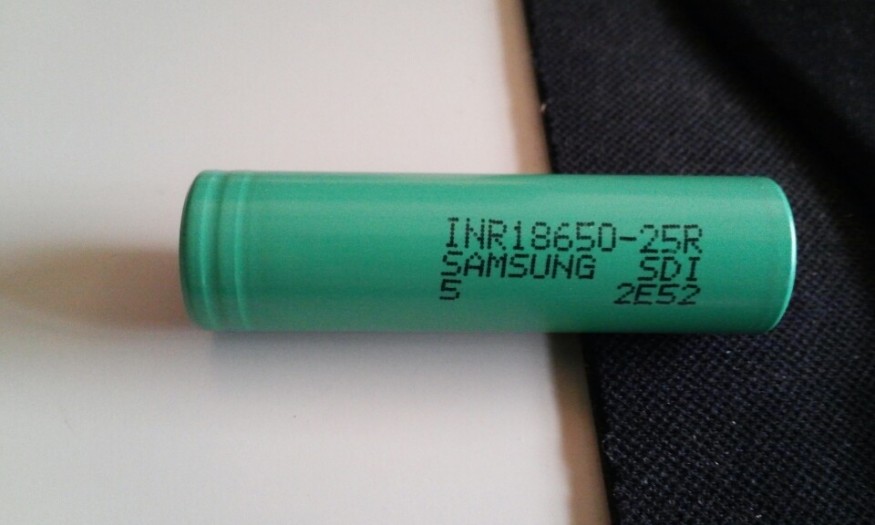 INR18650-25R
SAMSUNG SDI
5 2E52